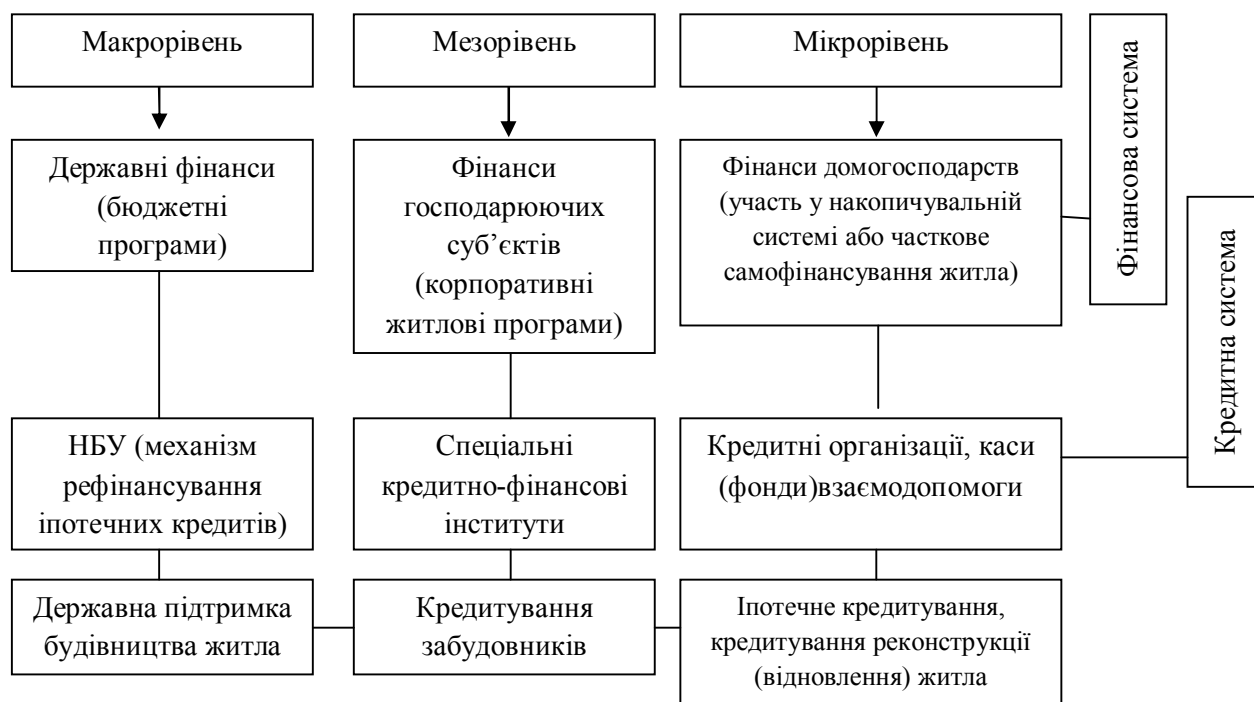 Макрорівень
Мезорівень
Мікрорівень
Фінансова система
Кредитна система
Державні фінанси
(бюджетні
програми)
Фінанси
господарюючих
суб’єктів
(корпоративні
житлові програми)
Фінанси домогосподарств
(участь у накопичувальній
системі або часткове
самофінансування житла)
НБУ (механізм
рефінансування
іпотечних кредитів)
Спеціальні
кредитно-фінансові
інститути
Кредитні організації, каси
(фонди)взаємодопомоги
Державна підтримка
будівництва житла
Кредитування
забудовників
Іпотечне кредитування,
кредитування реконструкції
(відновлення) житла